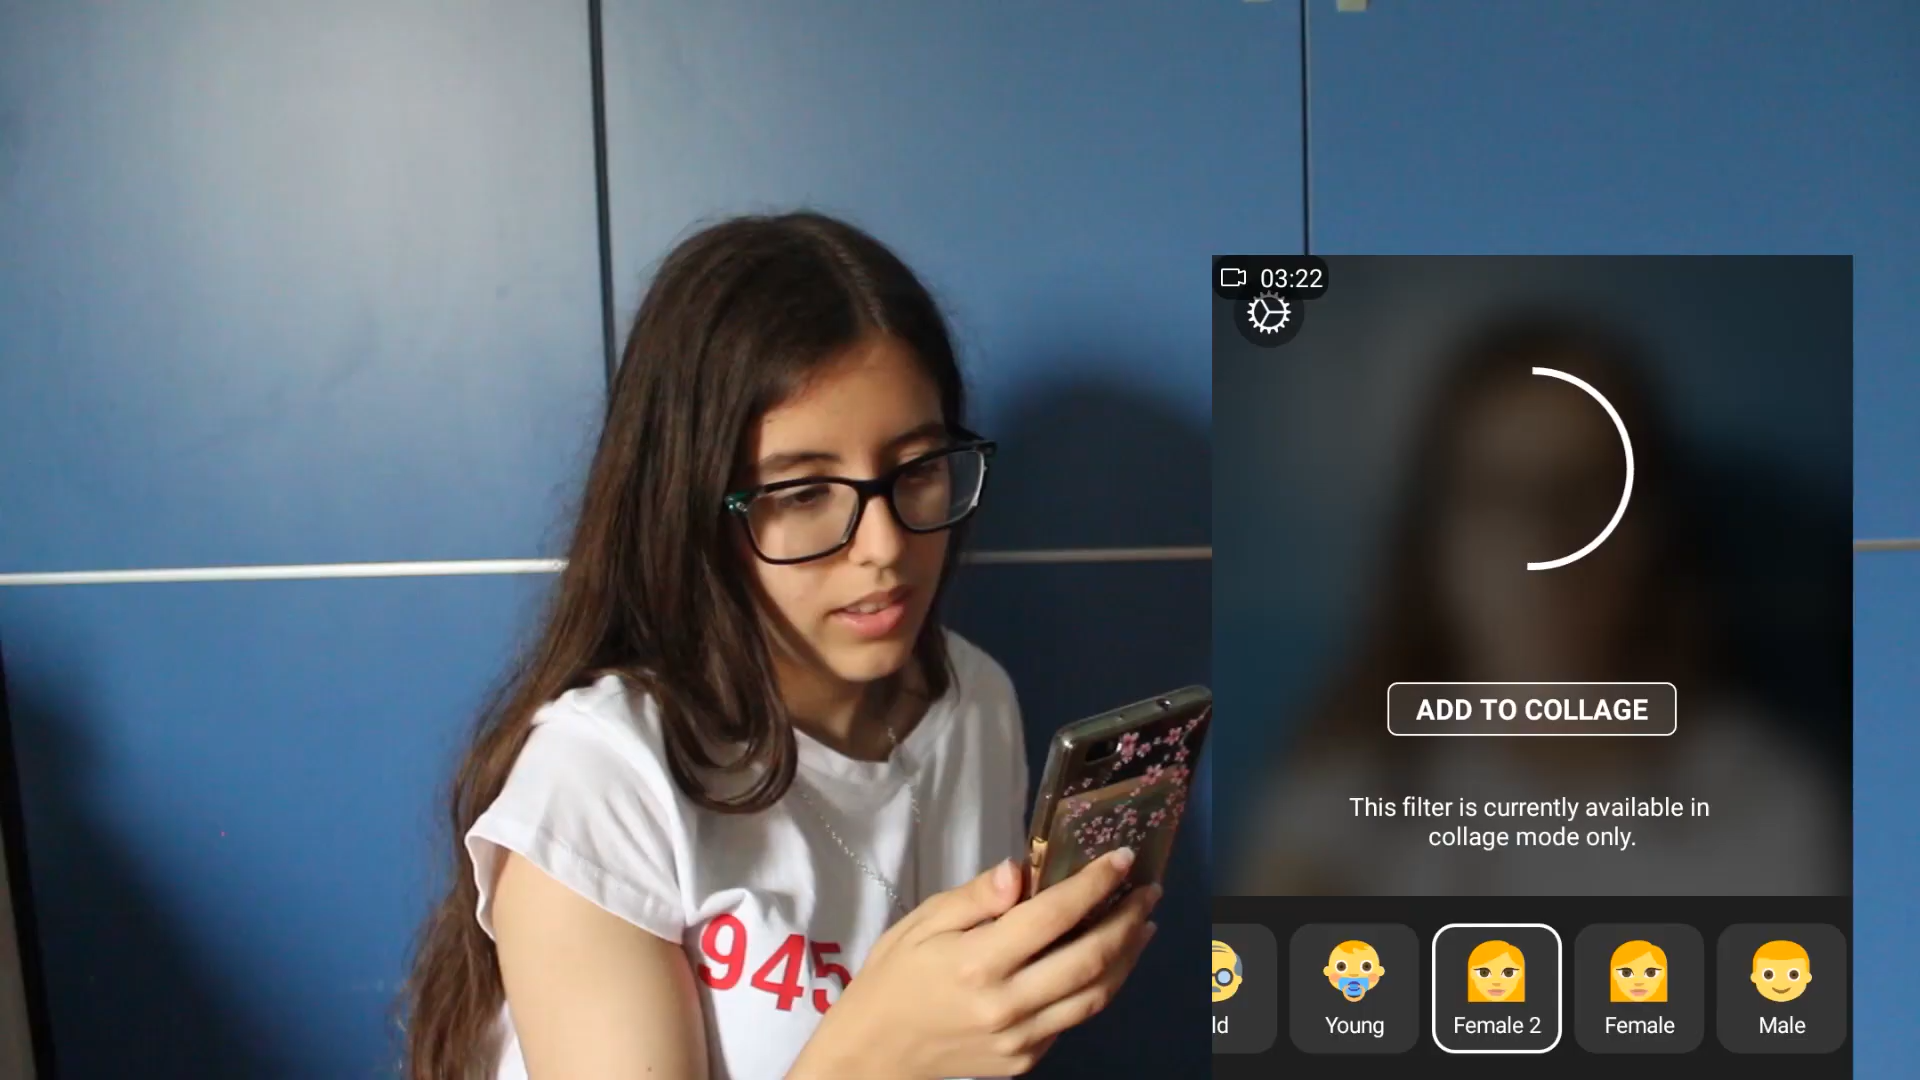 03:22
ADD TO COLLAGE
This filter is currently available in
collage mode only.
ld
Young
Female 2
Female
Male
945